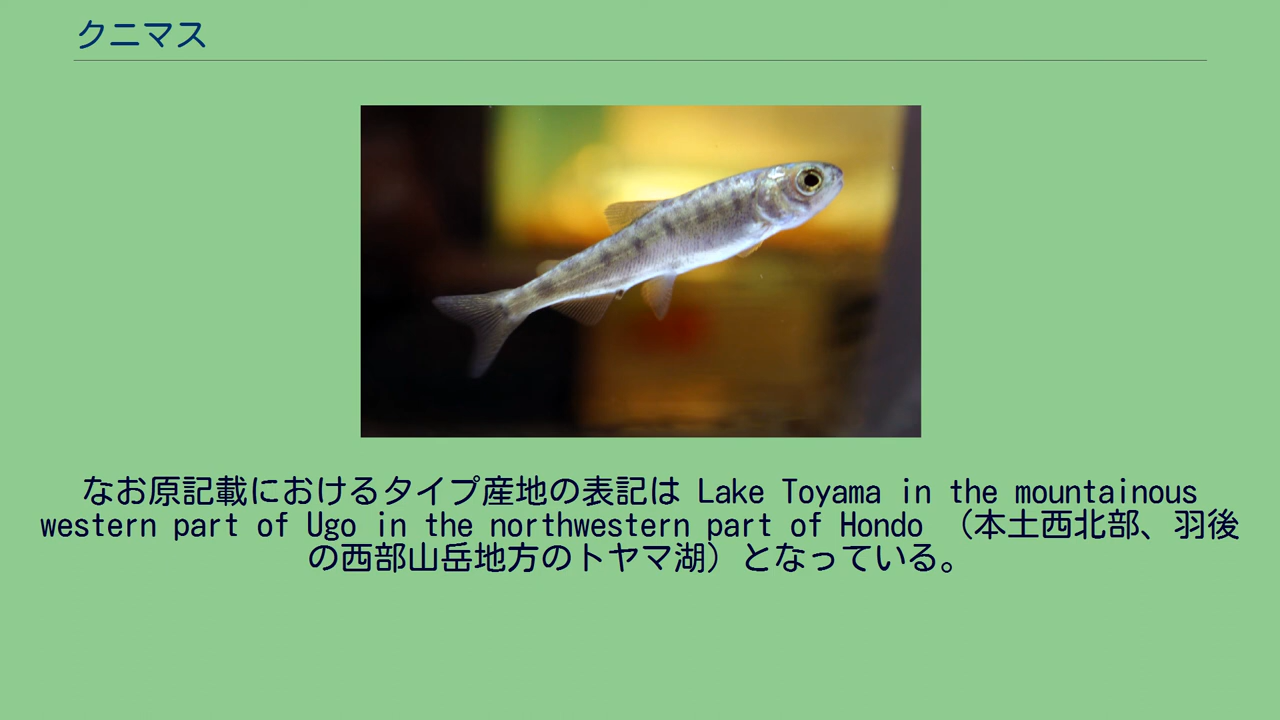 クニマス
なお原記載におけるタイプ産地の表記は Lake Toyama in the mountainous
western part of Ugo in the northwestern part of Hondo （本土西北部、羽後
の西部山岳地方のトヤマ湖）となっている。